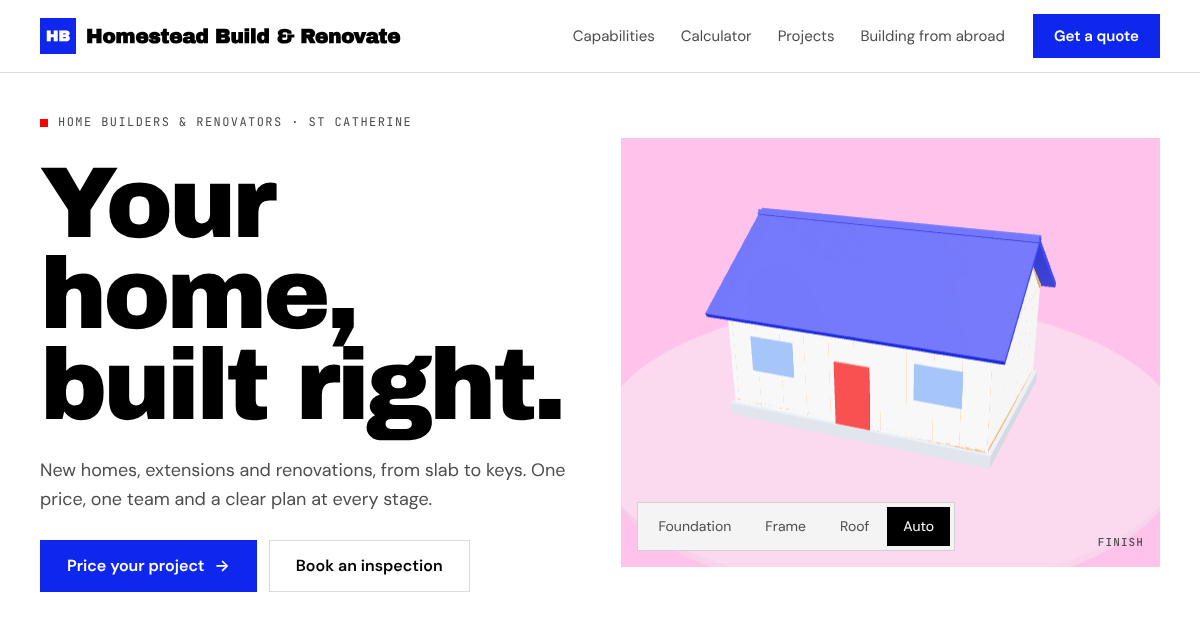 HB Homestead Build & Renovate
Capabilities Calculator Projects Building from abroad Get a quote
HOME BUILDERS & RENOVATORS · ST CATHERINE
Your
home,
built right.
New homes, extensions and renovations, from slab to keys. One
price, one team and a clear plan at every stage.
Price your project → Book an inspection
Foundation Frame Roof Auto
FINISH